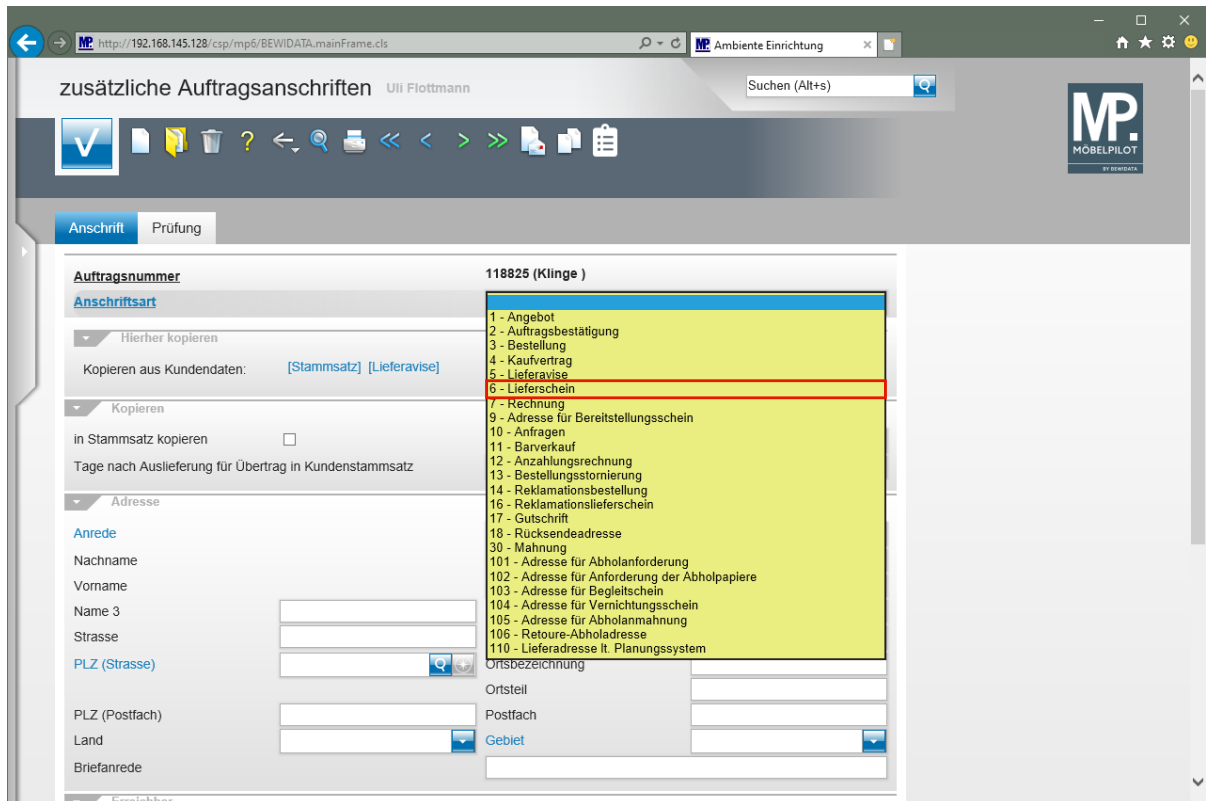 http://192.168.145.128/csp/mp6/BEWIDATA.mainFrame.cls
MP Ambiente Einrichtung
zusätzliche Auftragsanschriften Uli Flottmann
Suchen (Alt+s)
MP.
MÖBELPILOT
BY BEWIDATA
Anschrift Prüfung
Auftragsnummer 118825 (Klinge )
Anschriftsart
1 - Angebot
2 - Auftragsbestätigung
3 - Bestellung
4 - Kaufvertrag
5 - Lieferavise
6 - Lieferschein
7 - Rechnung
9 - Adresse für Bereitstellungsschein
10 - Anfragen
11 - Barverkauf
12 - Anzahlungsrechnung
13 - Bestellungsstornierung
14 - Reklamationsbestellung
16 - Reklamationslieferschein
17 - Gutschrift
18 - Rücksendeadresse
30 - Mahnung
101 - Adresse für Abholanforderung
102 - Adresse für Anforderung der Abholpapiere
103 - Adresse für Begleitschein
104 - Adresse für Vernichtungsschein
105 - Adresse für Abholanmahnung
106 - Retoure-Abholadresse
110 - Lieferadresse lt. Planungssystem
Hierher kopieren
Kopieren aus Kundendaten: [Stammsatz] [Lieferavise]
Kopieren
in Stammsatz kopieren
Tage nach Auslieferung für Übertrag in Kundenstammsatz
Adresse
Anrede
Nachname
Vorname
Name 3
Strasse
PLZ (Strasse) Ortsbezeichnung
Ortsteil
PLZ (Postfach) Postfach
Land Gebiet
Briefanrede
Erreichbar